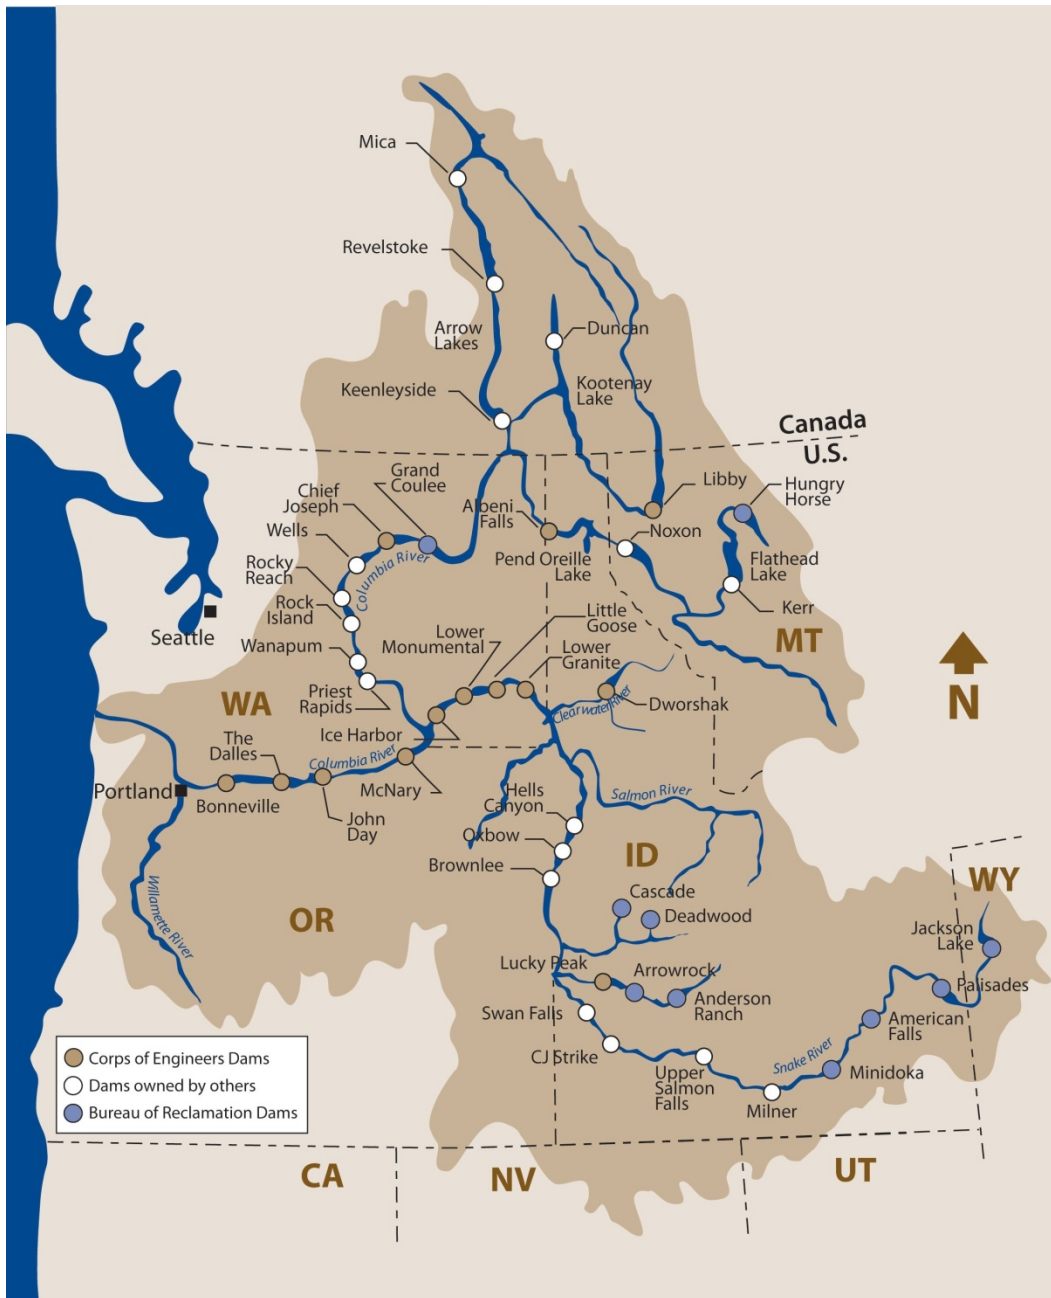 Mica
Revelstoke
Arrow
Lakes
Duncan
Kootenay
Lake
Keenleyside
Canada
U.S.
Grand
Coulee
Chief
Joseph
Wells
Rocky
Reach
Rock
Island
Wanapum
Priest
Rapids
Columbia River
Albeni
Falls
Pend Oreille
Lake
Libby
Noxon
Hungry
Horse
Flathead
Lake
Kerr
MT
Seattle
WA
Lower
Monumental
Little
Goose
Lower
Granite
Ice Harbor
Clearwater River
Dworshak
N
The
Dalles
Columbia River
Portland
Bonneville
John
Day
McNary
Hells
Canyon
Oxbow
Brownlee
Salmon River
ID
WY
Willamette River
OR
Cascade
Deadwood
Jackson
Lake
Lucky Peak
Arrowrock
Anderson
Ranch
Palisades
American
Falls
Swan Falls
CJ Strike
Upper
Salmon
Falls
Snake River
Minidoka
Milner
Corps of Engineers Dams
Dams owned by others
Bureau of Reclamation Dams
CA
NV
UT